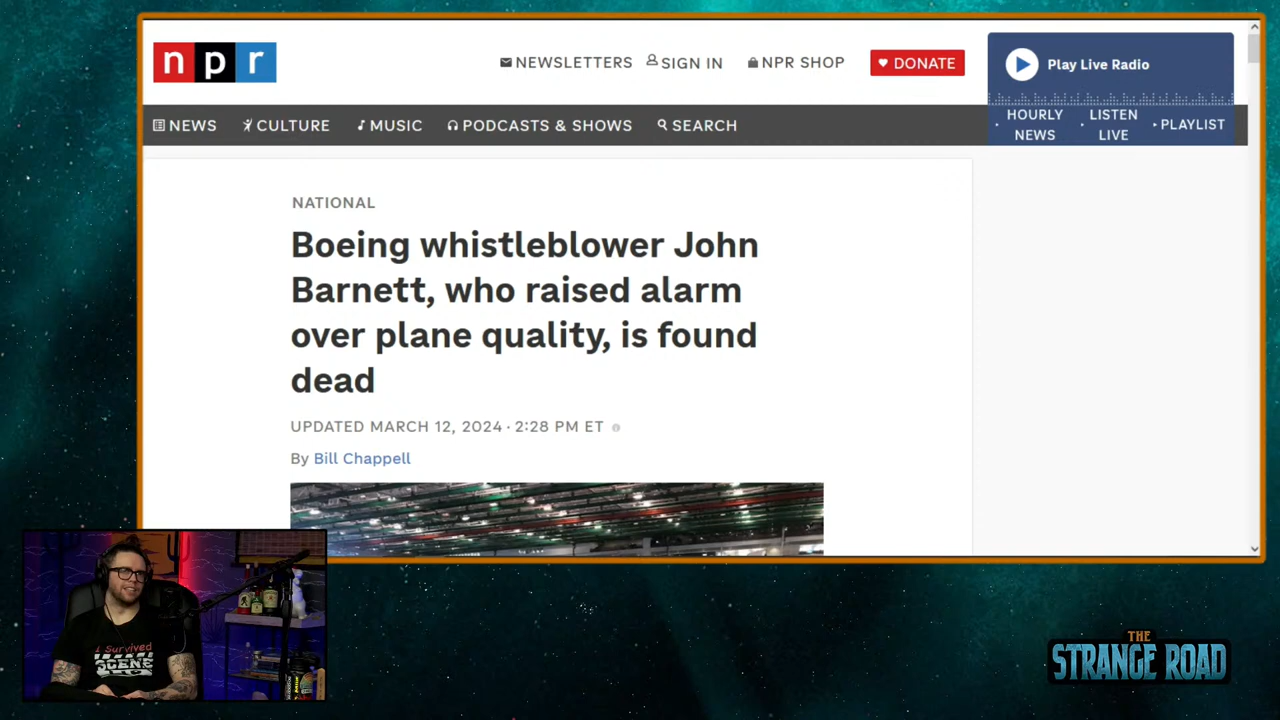 npr
NEWSLETTERS
SIGN IN
NPR SHOP
DONATE
Play Live Radio
NEWS
CULTURE
MUSIC
PODCASTS & SHOWS
SEARCH
HOURLY
NEWS
LISTEN
LIVE
PLAYLIST
NATIONAL
Boeing whistleblower John
Barnett, who raised alarm
over plane quality, is found
dead
UPDATED MARCH 12, 2024 · 2:28 PM ET
By Bill Chappell
I Survived
SCENE
THE
STRANGE ROAD